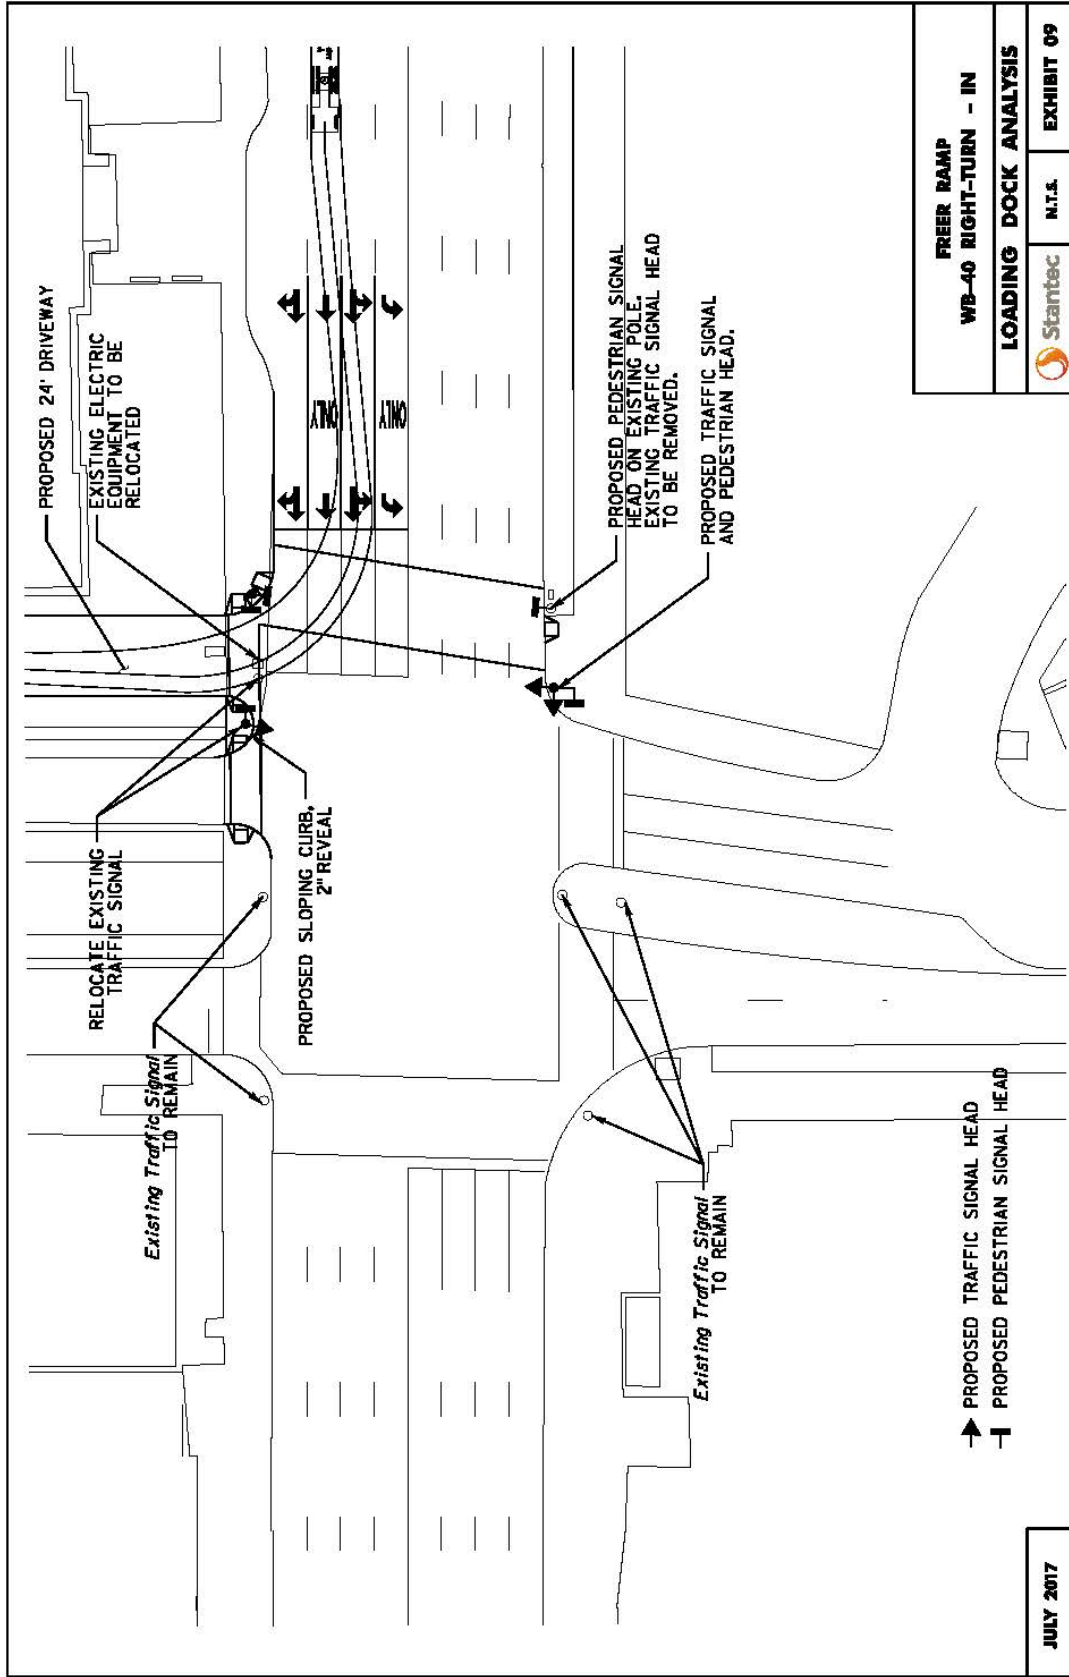 PROPOSED 24' DRIVEWAY
EXISTING ELECTRIC
EQUIPMENT TO BE
RELOCATED
RELOCATE EXISTING
TRAFFIC SIGNAL
Existing Traffic Signal
TO REMAIN
PROPOSED SLOPING CURB,
2" REVEAL
ONLY
ONLY
PROPOSED PEDESTRIAN SIGNAL
HEAD ON EXISTING POLE.
EXISTING TRAFFIC SIGNAL HEAD
TO BE REMOVED.
PROPOSED TRAFFIC SIGNAL
AND PEDESTRIAN HEAD.
Existing Traffic Signal
TO REMAIN
PROPOSED TRAFFIC SIGNAL HEAD
PROPOSED PEDESTRIAN SIGNAL HEAD
JULY 2017
FREER RAMP
WB-40 RIGHT-TURN - IN
LOADING DOCK ANALYSIS
Stantec
N.T.S.
EXHIBIT 09